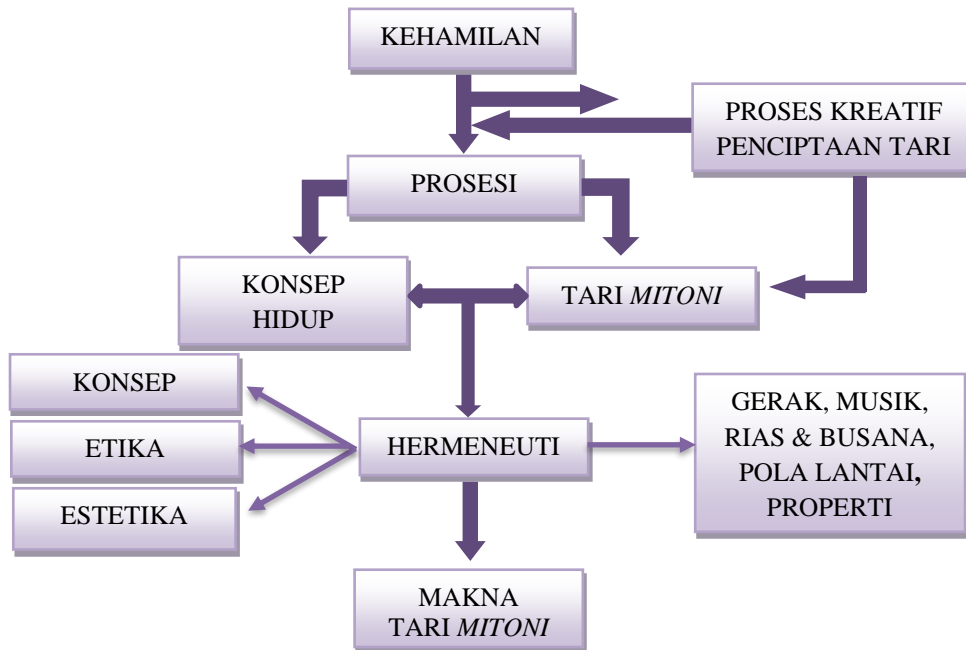 KEHAMILAN
PROSES KREATIF
PENCIPTAAN TARI
PROSESI
KONSEP
HIDUP
TARI MITONI
KONSEP
ETIKA
ESTETIKA
HERMENEUTI
GERAK, MUSIK,
RIAS & BUSANA,
POLA LANTAI,
PROPERTI
MAKNA
TARI MITONI